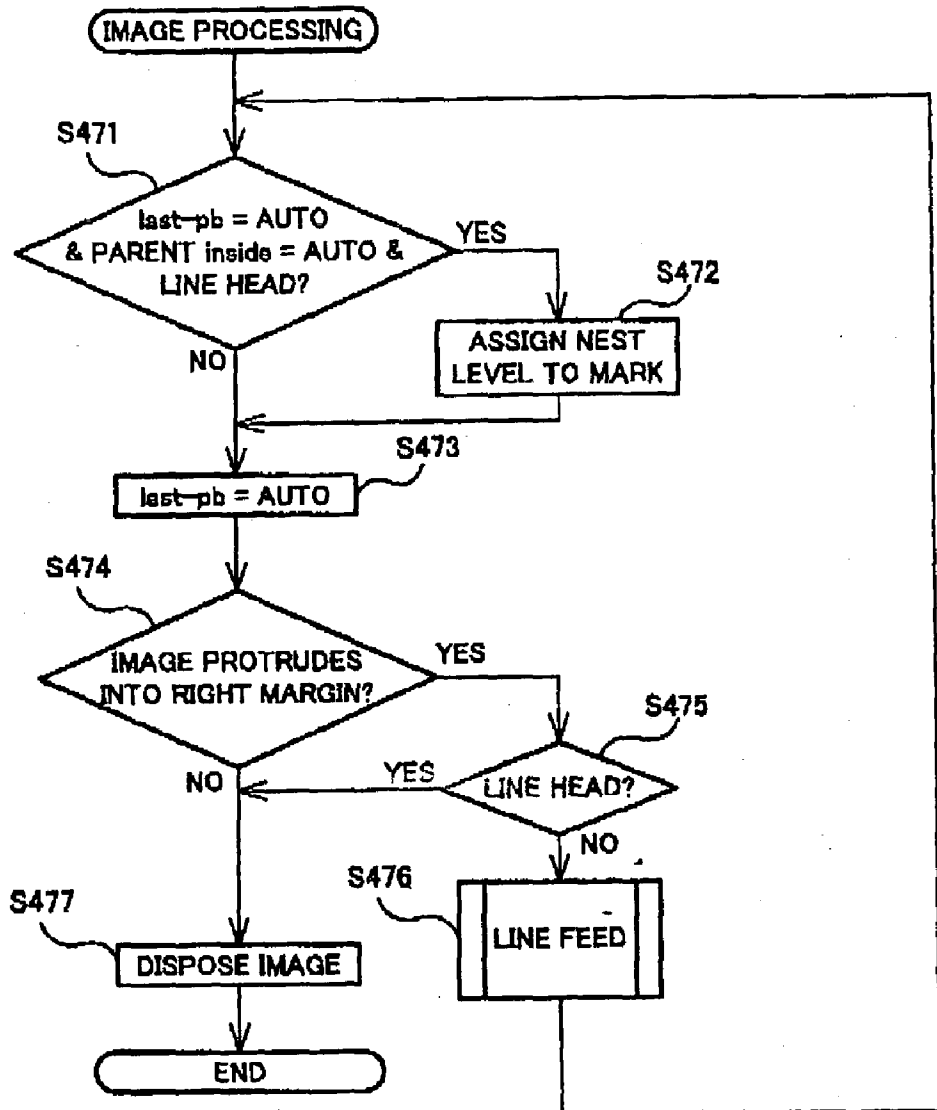 IMAGE PROCESSING
S471
last-pb = AUTO
& PARENT inside = AUTO &
LINE HEAD?
YES
S472
ASSIGN NEST
LEVEL TO MARK
NO
S473
last-pb = AUTO
S474
IMAGE PROTRUDES
INTO RIGHT MARGIN?
YES
S475
LINE HEAD?
YES
NO
NO
S476
LINE FEED
S477
DISPOSE IMAGE
END